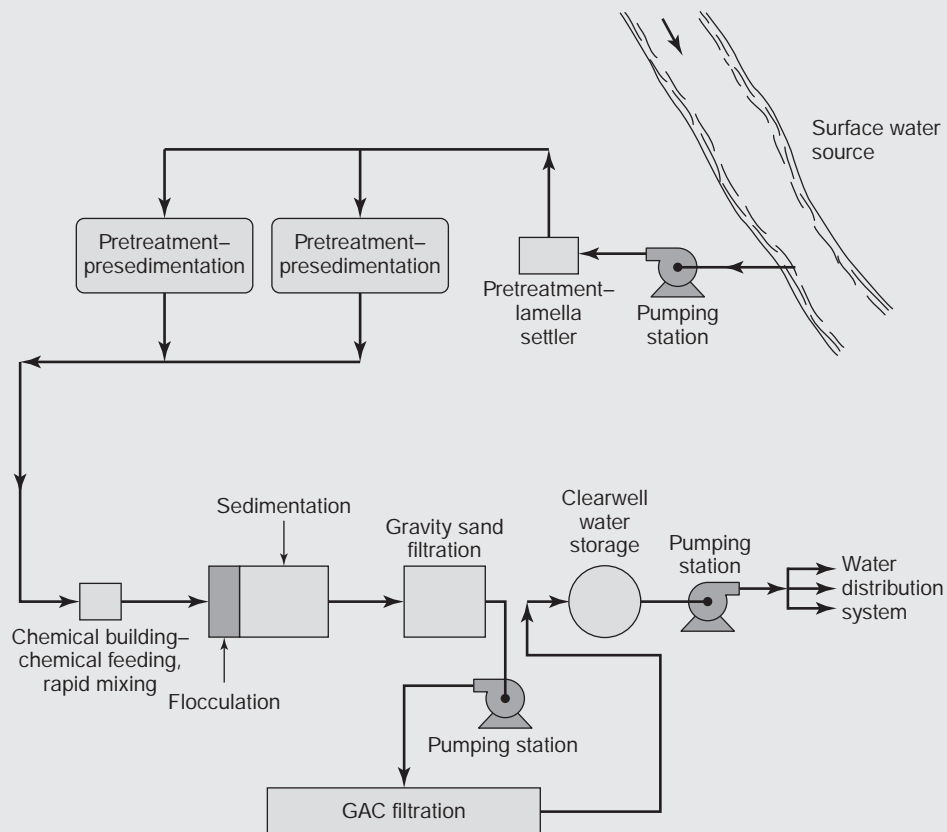 Surface water
source
Pretreatment–
presedimentation
Pretreatment–
presedimentation
Pretreatment–
lamella
settler
Pumping
station
Sedimentation
Gravity sand
filtration
Clearwell
water
storage
Pumping
station
Water
distribution
system
Chemical building–
chemical feeding,
rapid mixing
Flocculation
Pumping station
GAC filtration